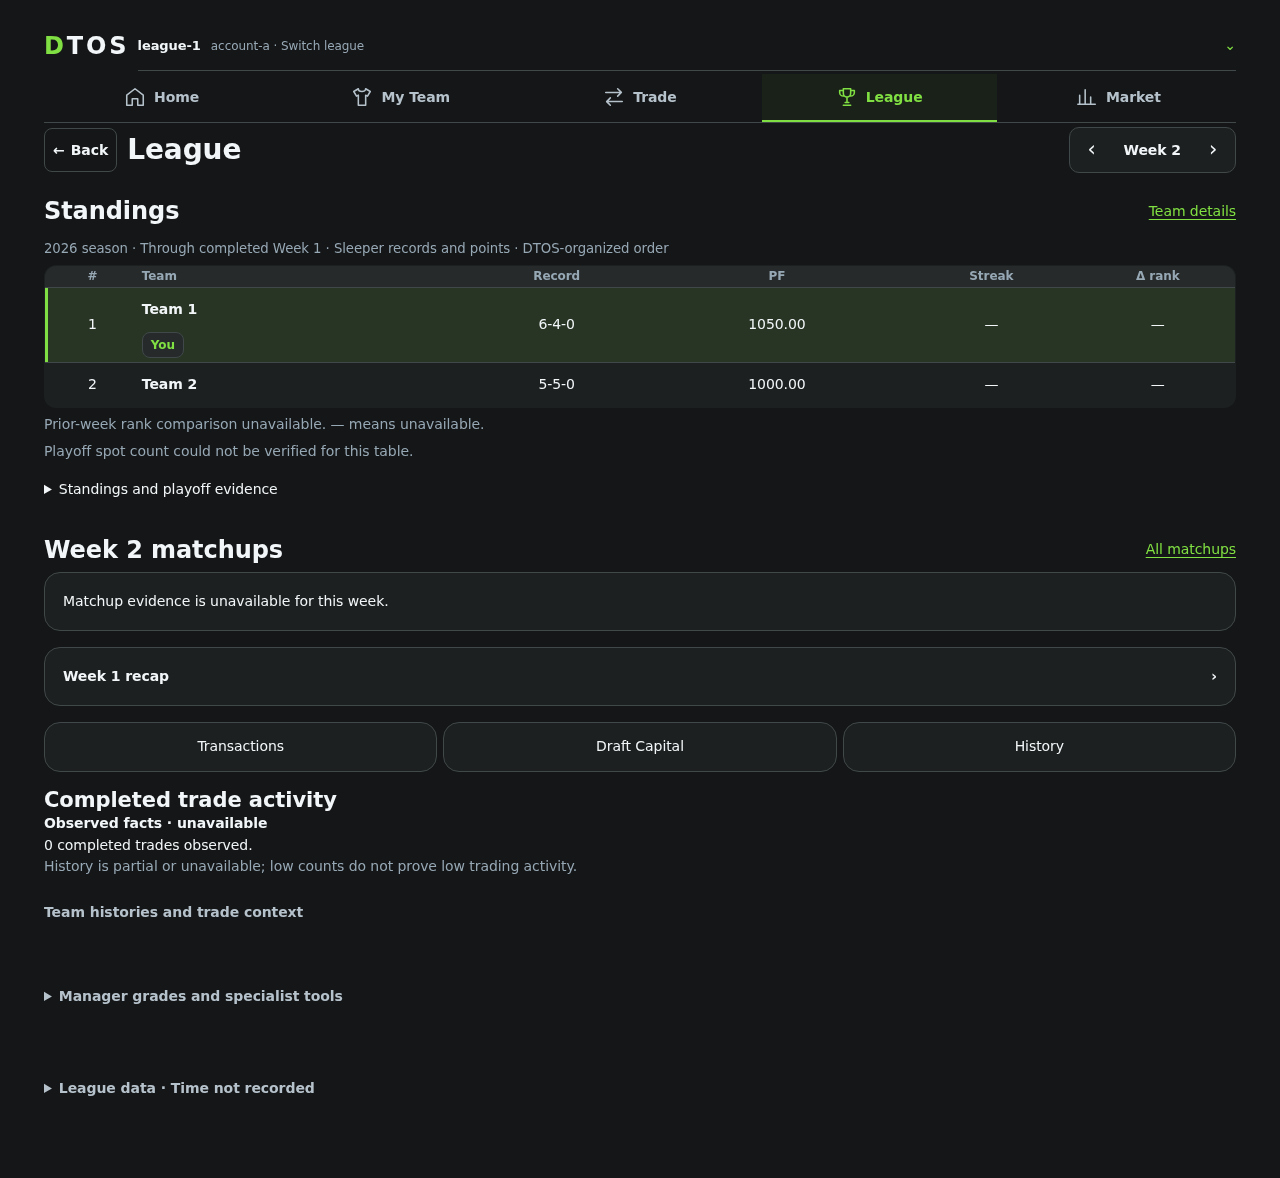 DTOS league-1 account-a · Switch league ⌄
Home My Team Trade League Market
← Back League ‹ Week 2 ›
Standings Team details
2026 season · Through completed Week 1 · Sleeper records and points · DTOS-organized order
# Team Record PF Streak Δ rank
1 Team 1 6-4-0 1050.00 — —
You
2 Team 2 5-5-0 1000.00 — —
Prior-week rank comparison unavailable. — means unavailable.
Playoff spot count could not be verified for this table.
▶ Standings and playoff evidence
Week 2 matchups All matchups
Matchup evidence is unavailable for this week.
Week 1 recap ›
Transactions Draft Capital History
Completed trade activity
Observed facts · unavailable
0 completed trades observed.
History is partial or unavailable; low counts do not prove low trading activity.
Team histories and trade context
▶ Manager grades and specialist tools
▶ League data · Time not recorded